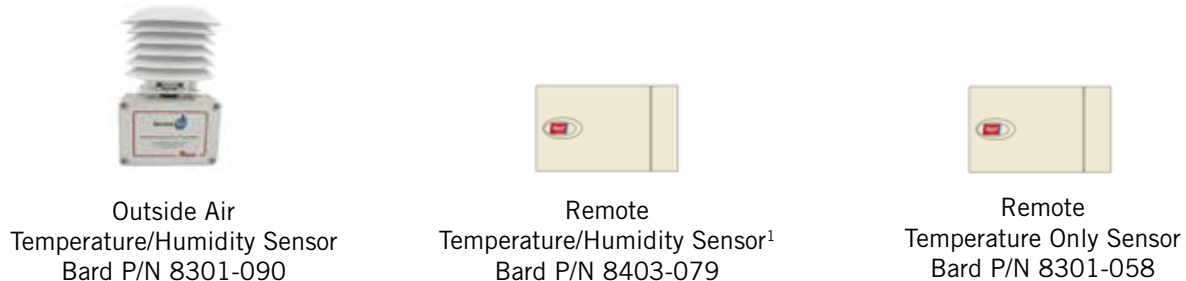 Outside Air
Temperature/Humidity Sensor
Bard P/N 8301-090
Remote
Temperature/Humidity Sensor¹
Bard P/N 8403-079
Remote
Temperature Only Sensor
Bard P/N 8301-058